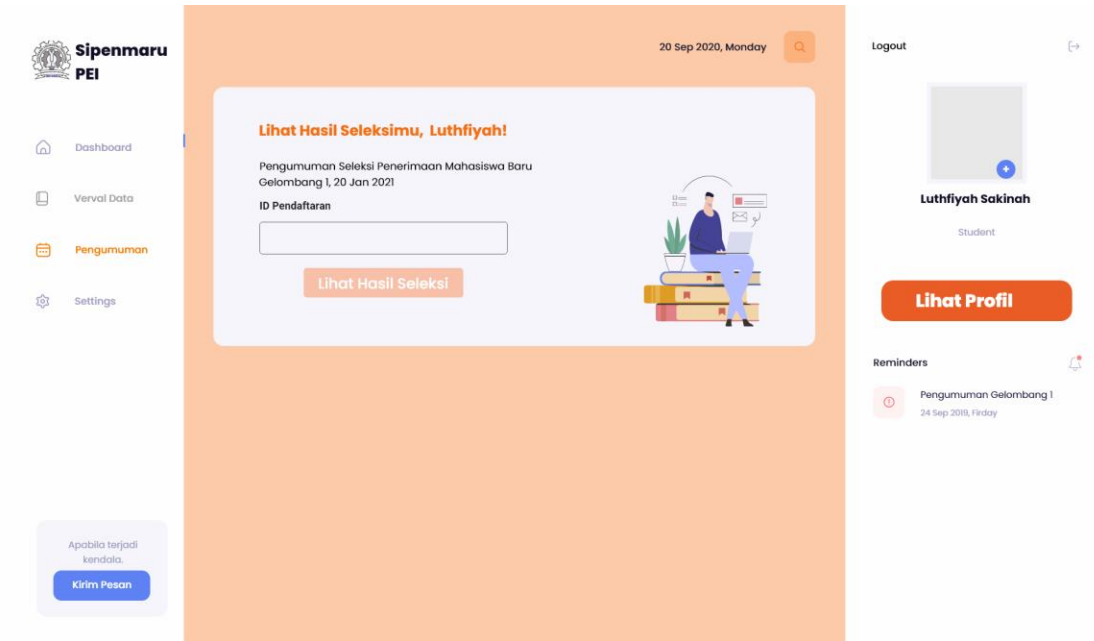 Sipenmaru
PEI
Dashboard
Verval Data
Pengumuman
Settings
Apabila terjadi
kendala.
Kirim Pesan
20 Sep 2020, Monday
Lihat Hasil Seleksimu, Luthfiyah!
Pengumuman Seleksi Penerimaan Mahasiswa Baru
Gelombang 1, 20 Jan 2021
ID Pendaftaran
Lihat Hasil Seleksi
Logout
Luthfiyah Sakinah
Student
Lihat Profil
Reminders
Pengumuman Gelombang 1
24 Sep 2019, Firday